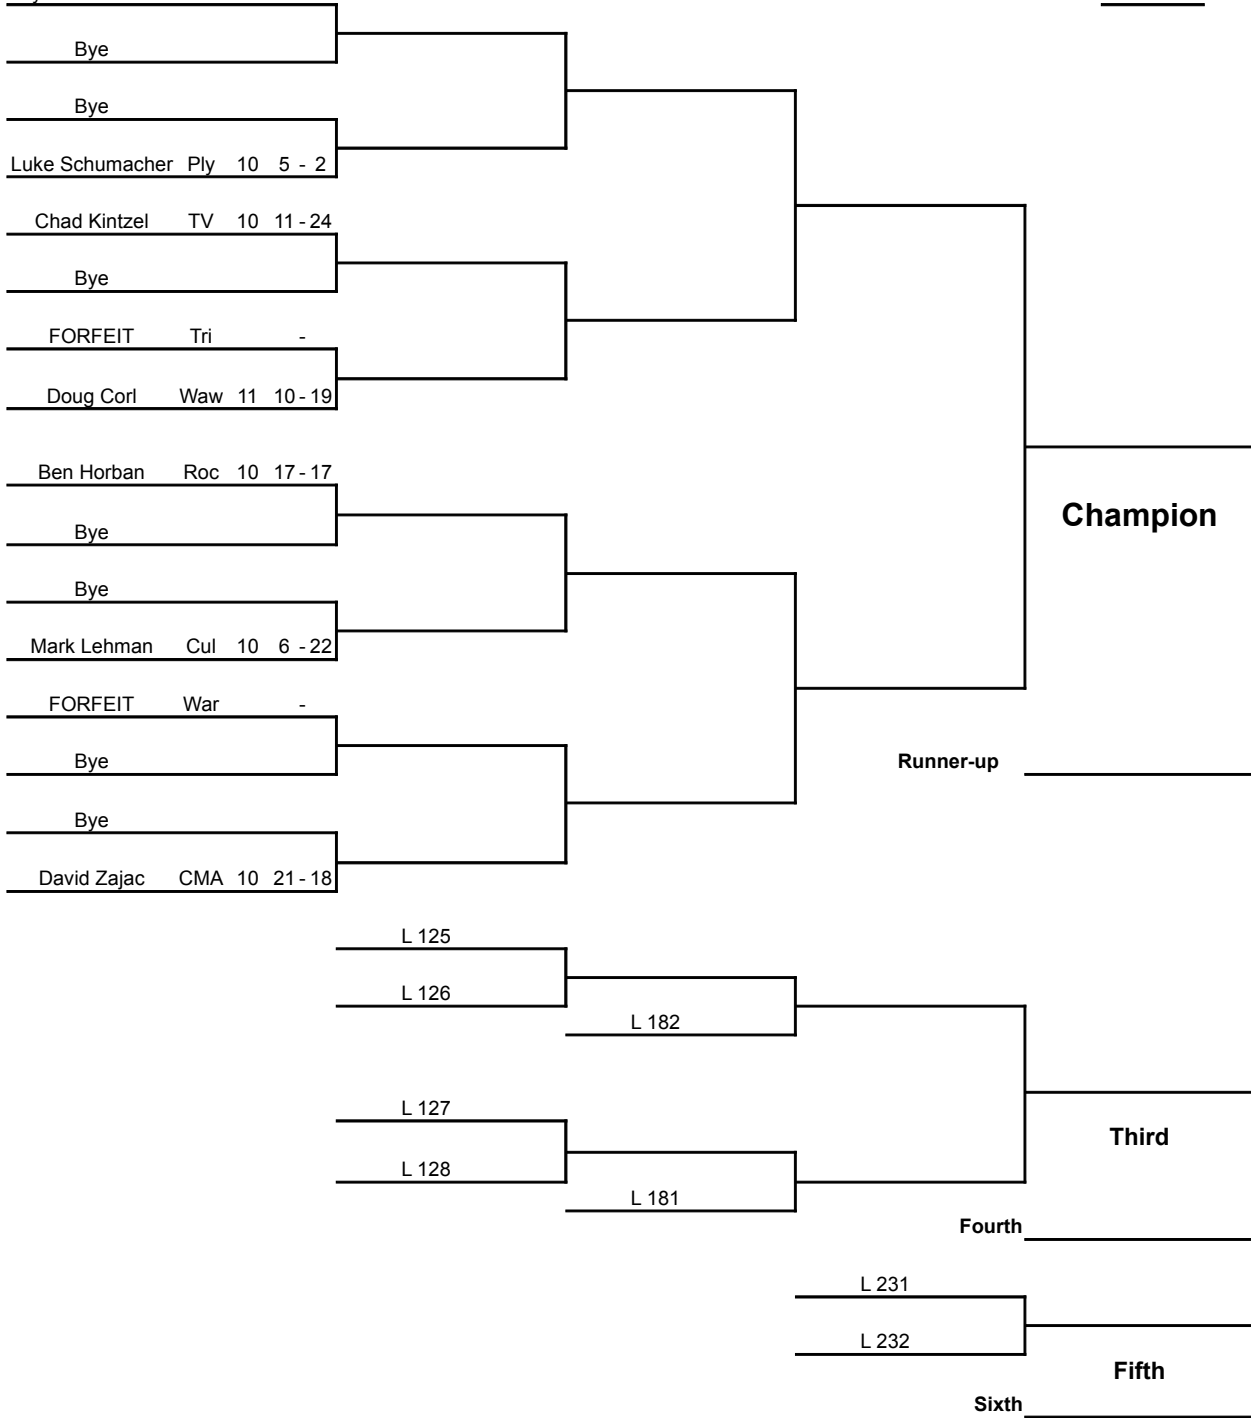 Bye
Bye
Luke Schumacher Ply 10 5 - 2
Chad Kintzel TV 10 11 - 24
Bye
FORFEIT Tri -
Doug Corl Waw 11 10 - 19
Ben Horban Roc 10 17 - 17
Champion
Bye
Bye
Mark Lehman Cul 10 6 - 22
FORFEIT War -
Bye
Runner-up
Bye
David Zajac CMA 10 21 - 18
L 125
L 126
L 182
L 127
Third
L 128
L 181
Fourth
L 231
L 232
Fifth
Sixth